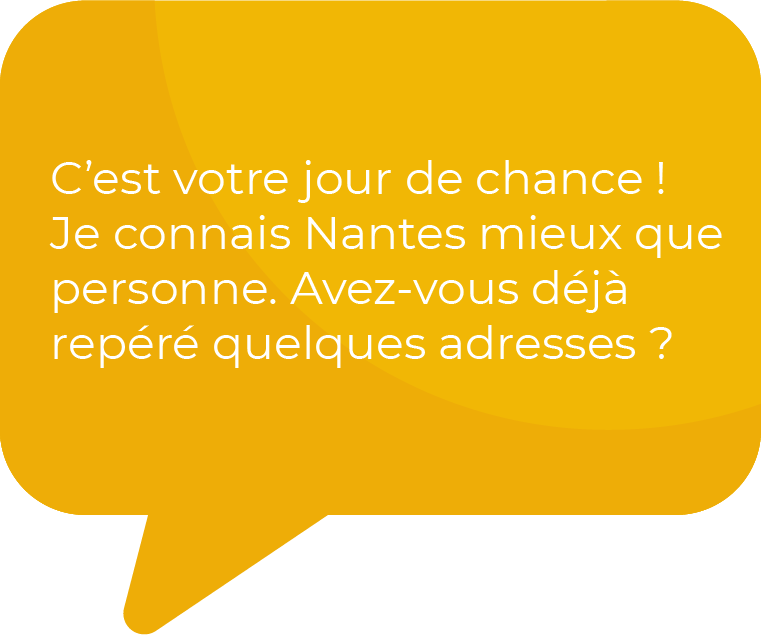 C’est votre jour de chance !
Je connais Nantes mieux que
personne. Avez-vous déjà
repéré quelques adresses ?